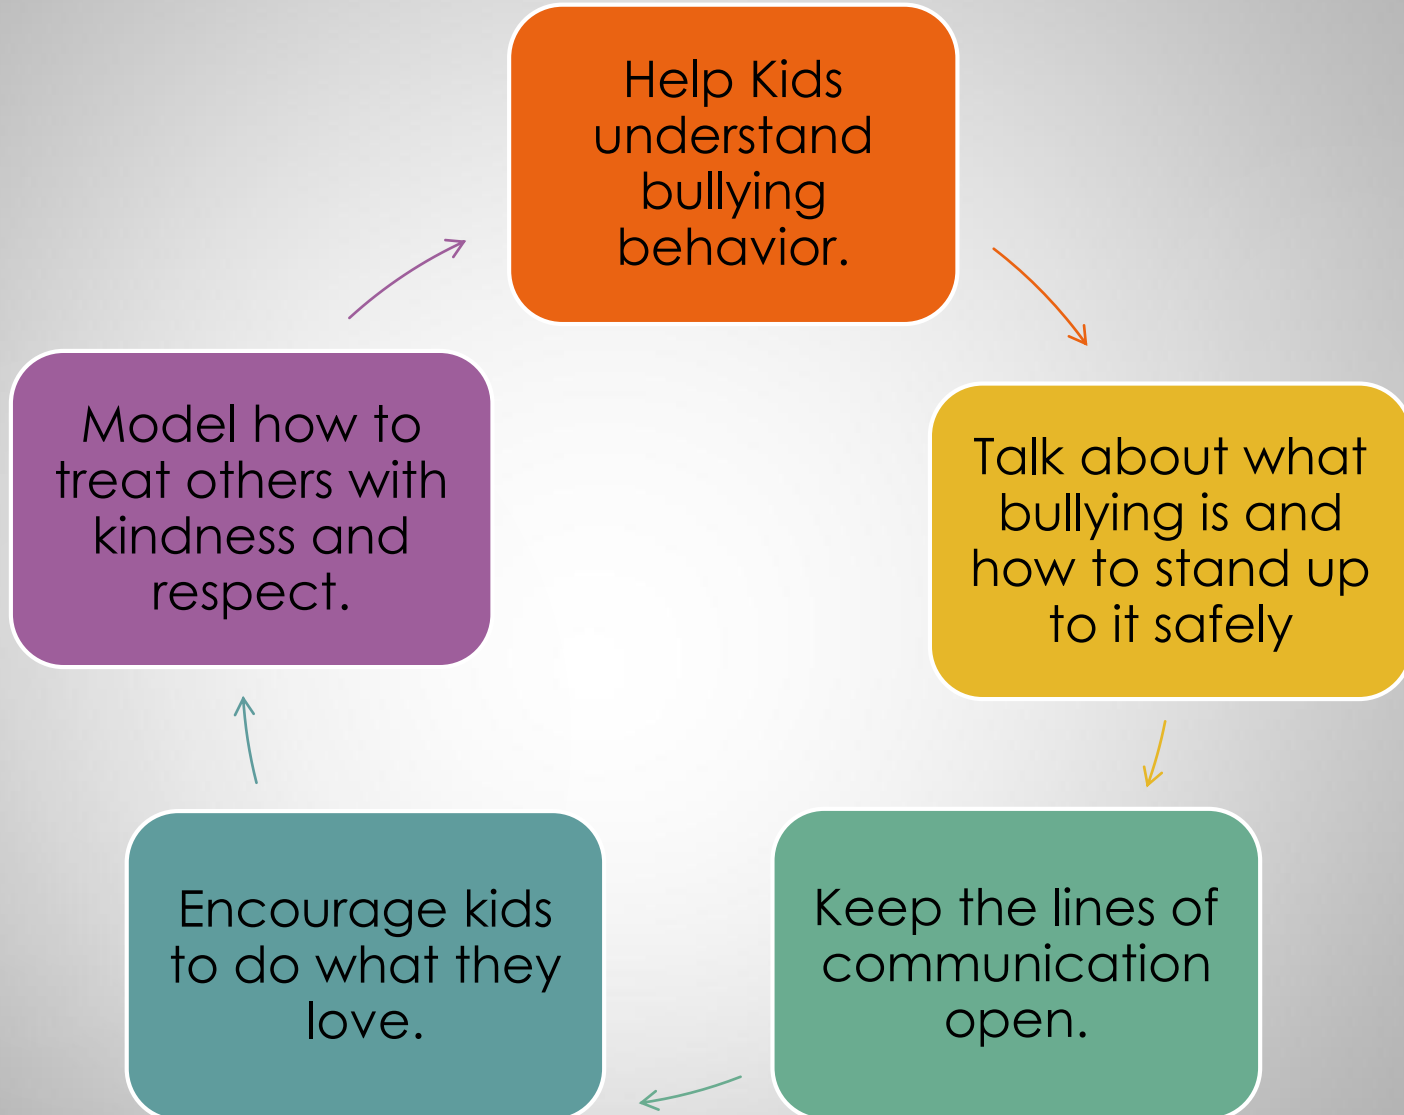 Help Kids
understand
bullying
behavior.
Talk about what
bullying is and
how to stand up
to it safely
Keep the lines of
communication
open.
Encourage kids
to do what they
love.
Model how to
treat others with
kindness and
respect.